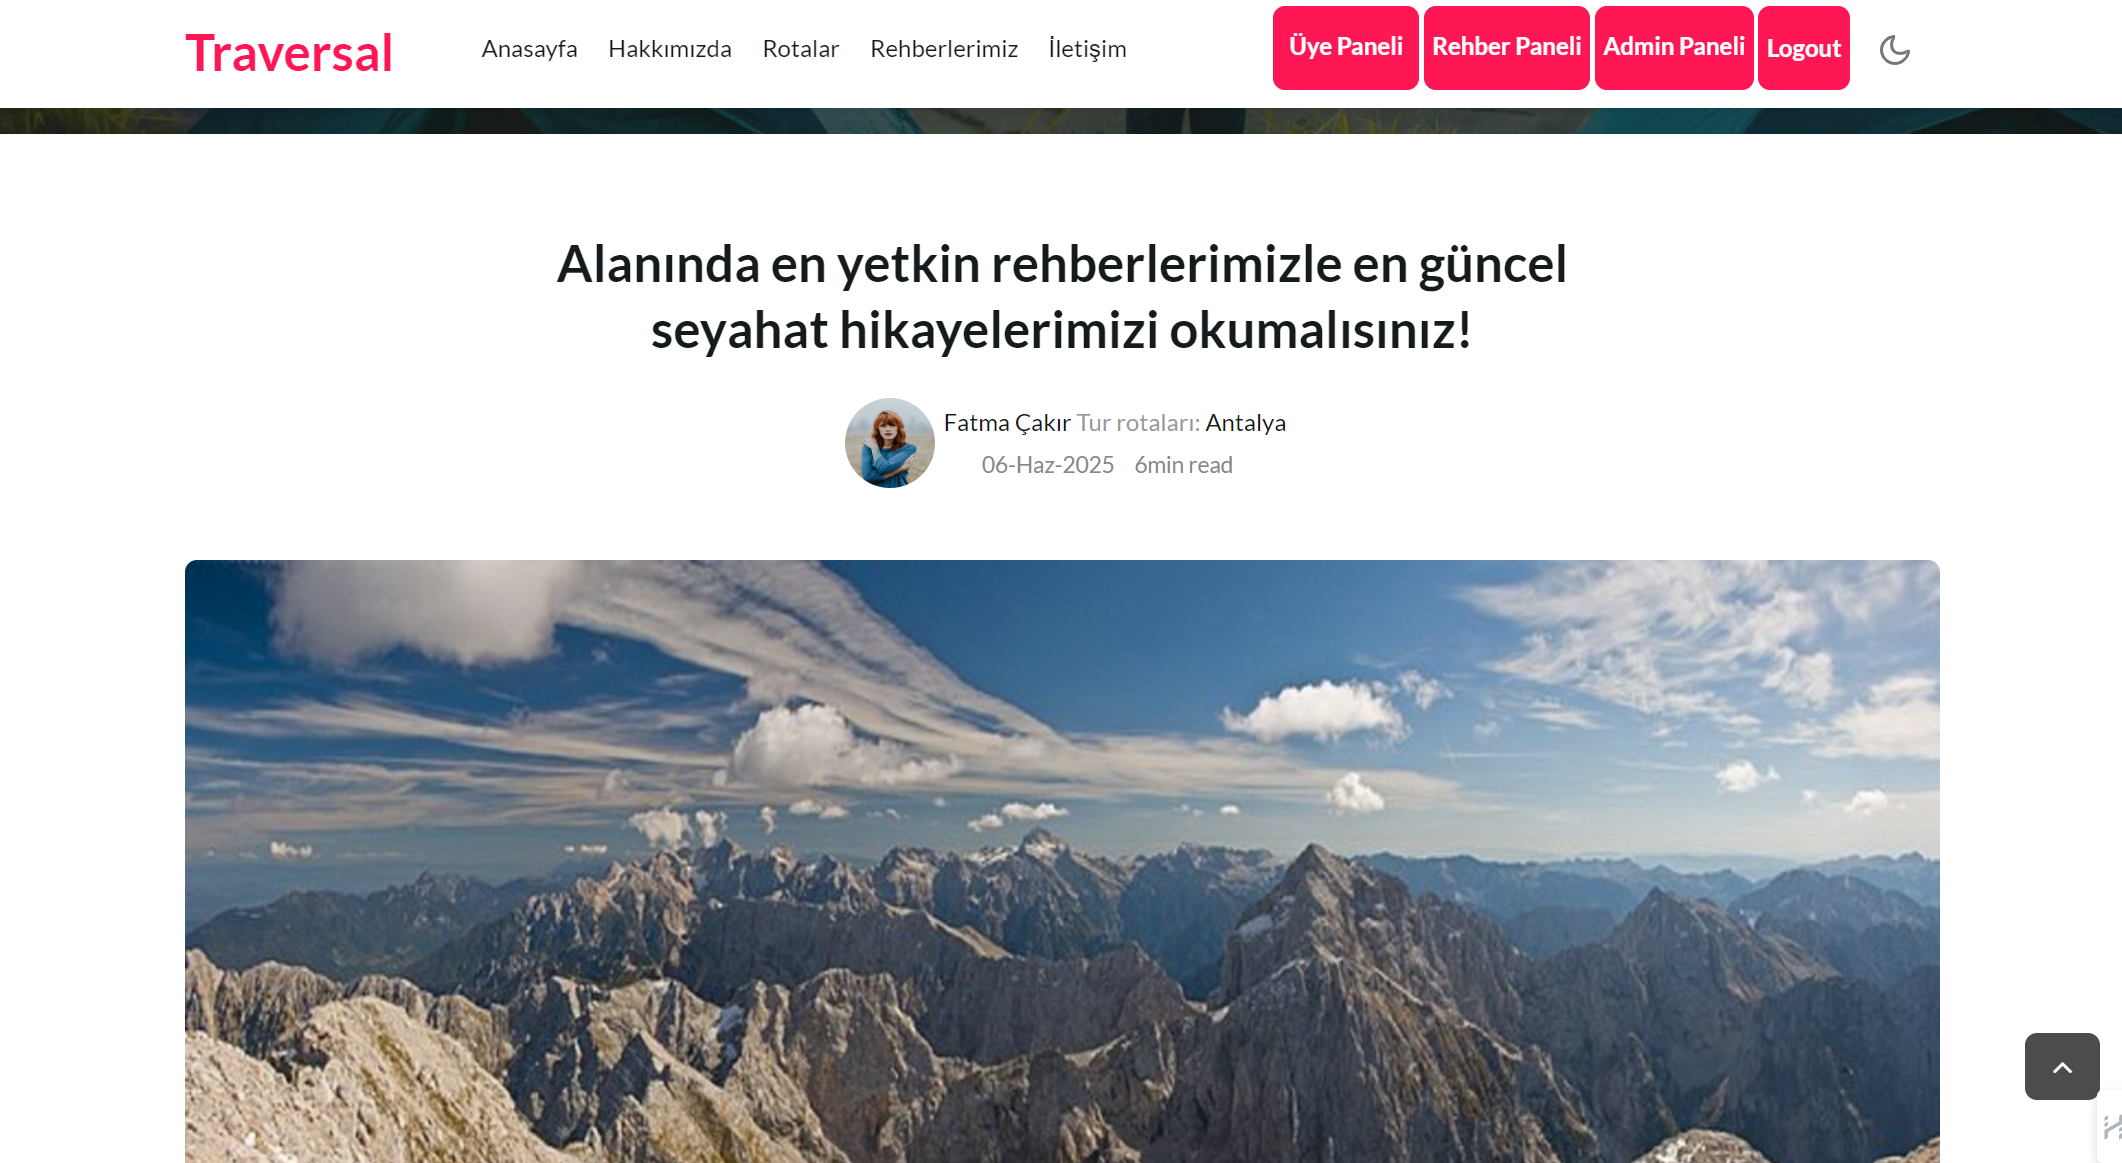 Traversal
Anasayfa Hakkımızda Rotalar Rehberlerimiz İletişim
Üye Paneli Rehber Paneli Admin Paneli Logout
Alanında en yetkin rehberlerimizle en güncel
seyahat hikayelerimizi okumalısınız!
Fatma Çakır Tur rotaları: Antalya
06-Haz-2025 6min read